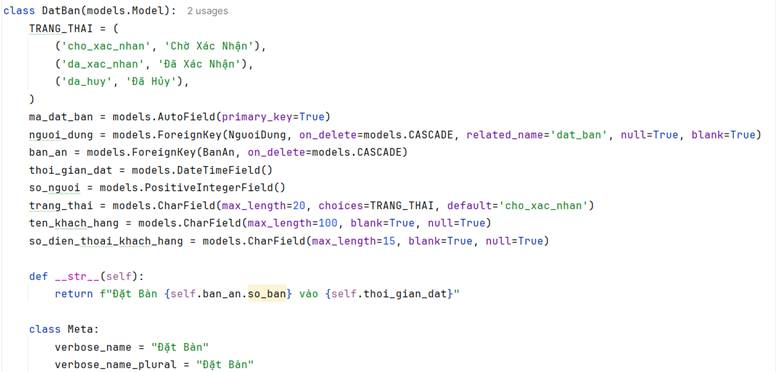 class DatBan(models.Model):  2 usages
    TRANG_THAI = (
        ('cho_xac_nhan', 'Chờ Xác Nhận'),
        ('da_xac_nhan', 'Đã Xác Nhận'),
        ('da_huy', 'Đã Hủy'),
    )
    ma_dat_ban = models.AutoField(primary_key=True)
    nguoi_dung = models.ForeignKey(NguoiDung, on_delete=models.CASCADE, related_name='dat_ban', null=True, blank=True)
    ban_an = models.ForeignKey(BanAn, on_delete=models.CASCADE)
    thoi_gian_dat = models.DateTimeField()
    so_nguoi = models.PositiveIntegerField()
    trang_thai = models.CharField(max_length=20, choices=TRANG_THAI, default='cho_xac_nhan')
    ten_khach_hang = models.CharField(max_length=100, blank=True, null=True)
    so_dien_thoai_khach_hang = models.CharField(max_length=15, blank=True, null=True)
    def __str__(self):
        return f"Đặt Bàn {self.ban_an.so_ban} vào {self.thoi_gian_dat}"
    class Meta:
        verbose_name = "Đặt Bàn"
        verbose_name_plural = "Đặt Bàn"